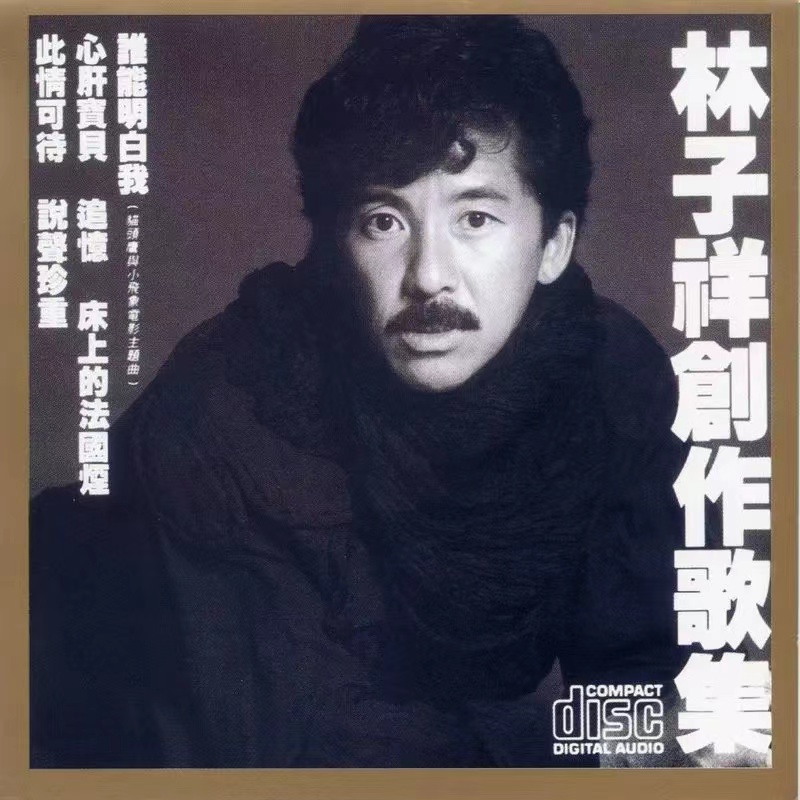 林子祥創作歌集
誰能明白我
(貓頭鷹與小飛象電影主題曲)
心肝寶貝 追憶 床上的法國煙
此情可待 說聲珍重
COMPACT
disc
DIGITAL AUDIO